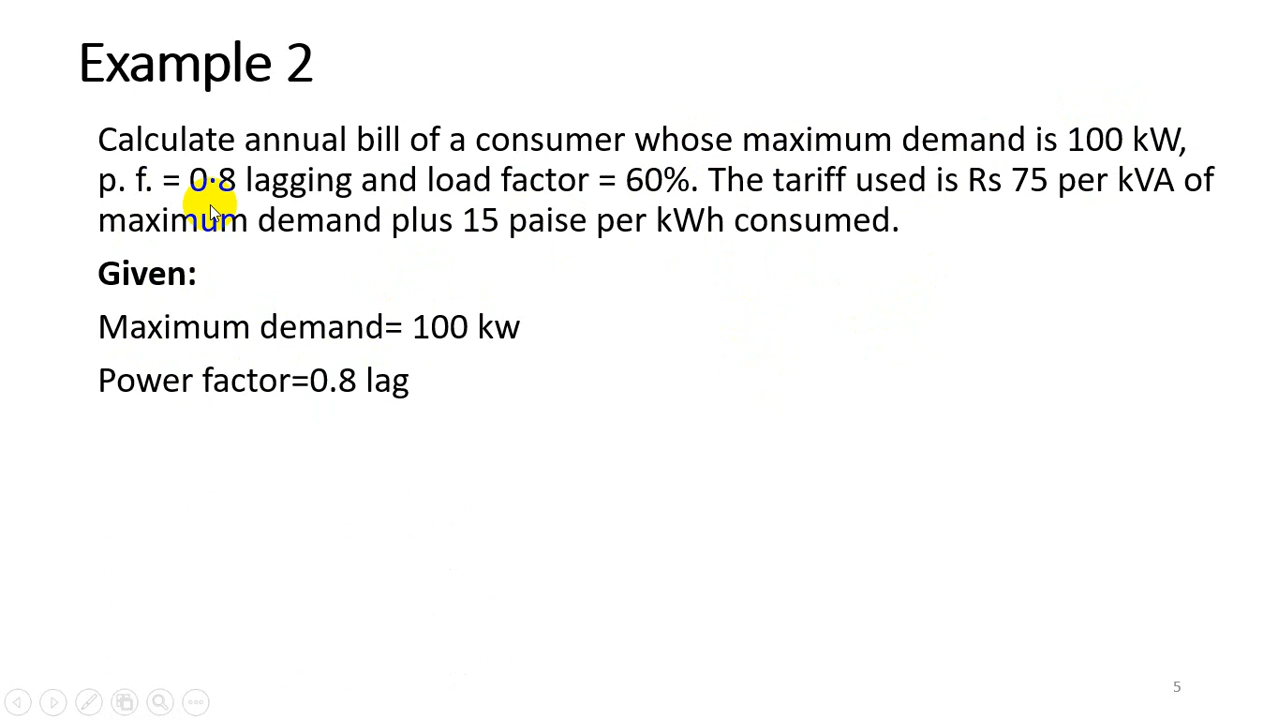 Example 2
Calculate annual bill of a consumer whose maximum demand is 100 kW,
p. f. = 0·8 lagging and load factor = 60%. The tariff used is Rs 75 per kVA of
maximum demand plus 15 paise per kWh consumed.
Given:
Maximum demand= 100 kw
Power factor=0.8 lag
5